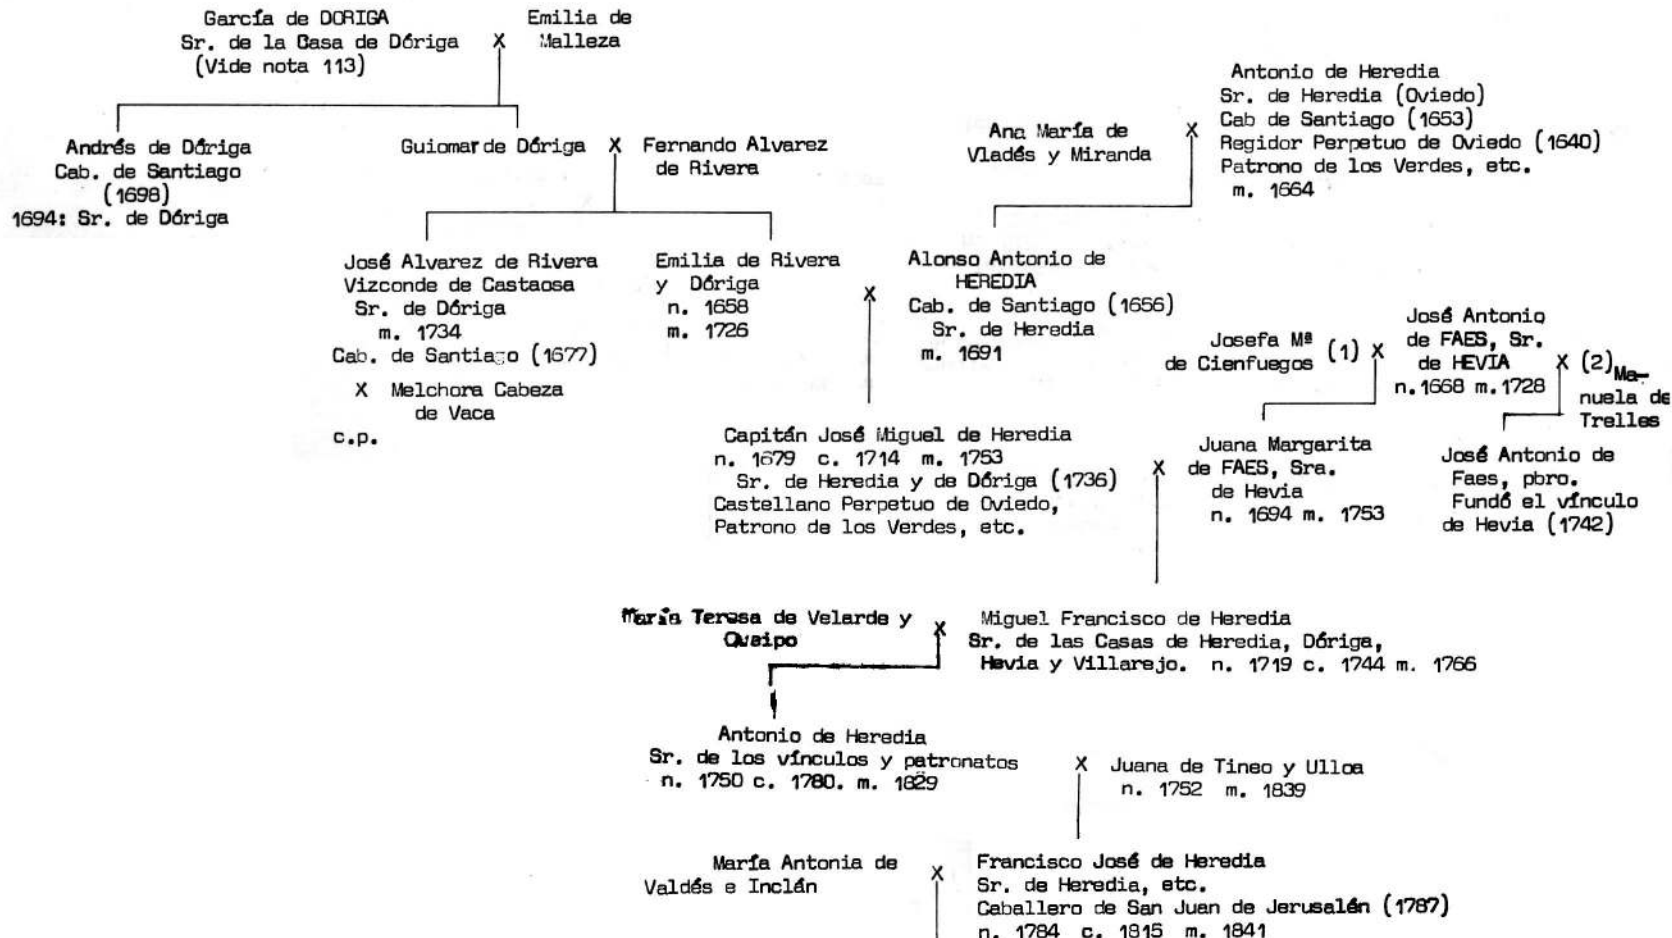 García de DORIGA
Sr. de la Casa de Dóriga X
(Vide nota 113)
Emilia de
Malleza
Antonio de Heredia
Sr. de Heredia (Oviedo)
Cab de Santiago (1653)
Regidor Perpetuo de Oviedo (1640)
Patrono de los Verdes, etc.
m. 1664
Ana María de X
Vladés y Miranda
Andrés de Dóriga
Cab. de Santiago
(1698)
1694: Sr. de Dóriga
Guiomar de Dóriga X Fernando Alvarez
de Rivera
José Alvarez de Rivera
Vizconde de Castaosa
Sr. de Dóriga
m. 1734
Cab. de Santiago (1677)
X Melchora Cabeza
de Vaca
c.p.
Emilia de Rivera
y Dóriga
n. 1658
m. 1726
X
Alonso Antonio de
HEREDIA
Cab. de Santiago (1656)
Sr. de Heredia
m. 1691
Josefa Mª
de Cienfuegos (1) X
José Antonio
de FAES, Sr.
de HEVIA
n.1668 m.1728
X (2) Ma-
nuela de
Trelles
Capitán José Miguel de Heredia
n. 1679 c. 1714 m. 1753
Sr. de Heredia y de Dóriga (1736)
Castellano Perpetuo de Oviedo,
Patrono de los Verdes, etc.
X
Juana Margarita
de FAES, Sra.
de Hevia
n. 1694 m. 1753
José Antonio de
Faes, pbro.
Fundó el vínculo
de Hevia (1742)
María Teresa de Velarde y X
Queipo
Miguel Francisco de Heredia
Sr. de las Casas de Heredia, Dóriga,
Hevia y Villarejo. n. 1719 c. 1744 m. 1766
Antonio de Heredia
Sr. de los vínculos y patronatos
n. 1750 c. 1780. m. 1829
X Juana de Tineo y Ulloa
n. 1752 m. 1839
María Antonia de X
Valdés e Inclán
Francisco José de Heredia
Sr. de Heredia, etc.
Caballero de San Juan de Jerusalén (1787)
n. 1784 c. 1815 m. 1841